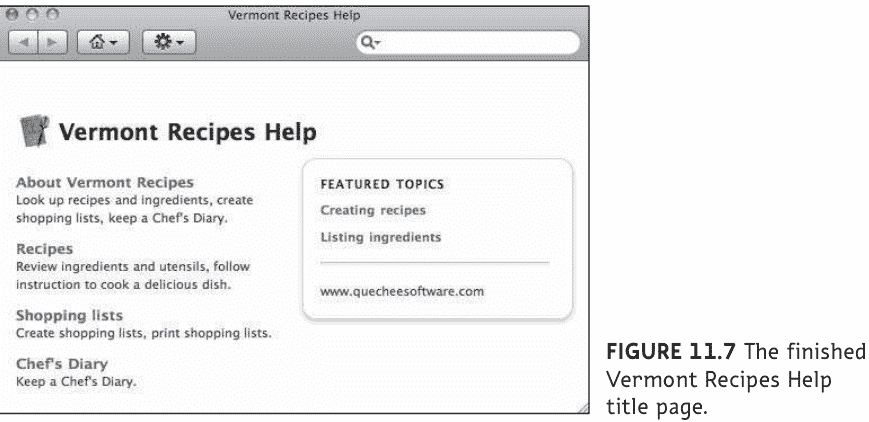 Vermont Recipes Help
Vermont Recipes Help
About Vermont Recipes
Look up recipes and ingredients, create
shopping lists, keep a Chef's Diary.
Recipes
Review ingredients and utensils, follow
instruction to cook a delicious dish.
Shopping lists
Create shopping lists, print shopping lists.
Chef's Diary
Keep a Chef's Diary.
FEATURED TOPICS
Creating recipes
Listing ingredients
www.quecheesoftware.com
FIGURE 11.7 The finished
Vermont Recipes Help
title page.